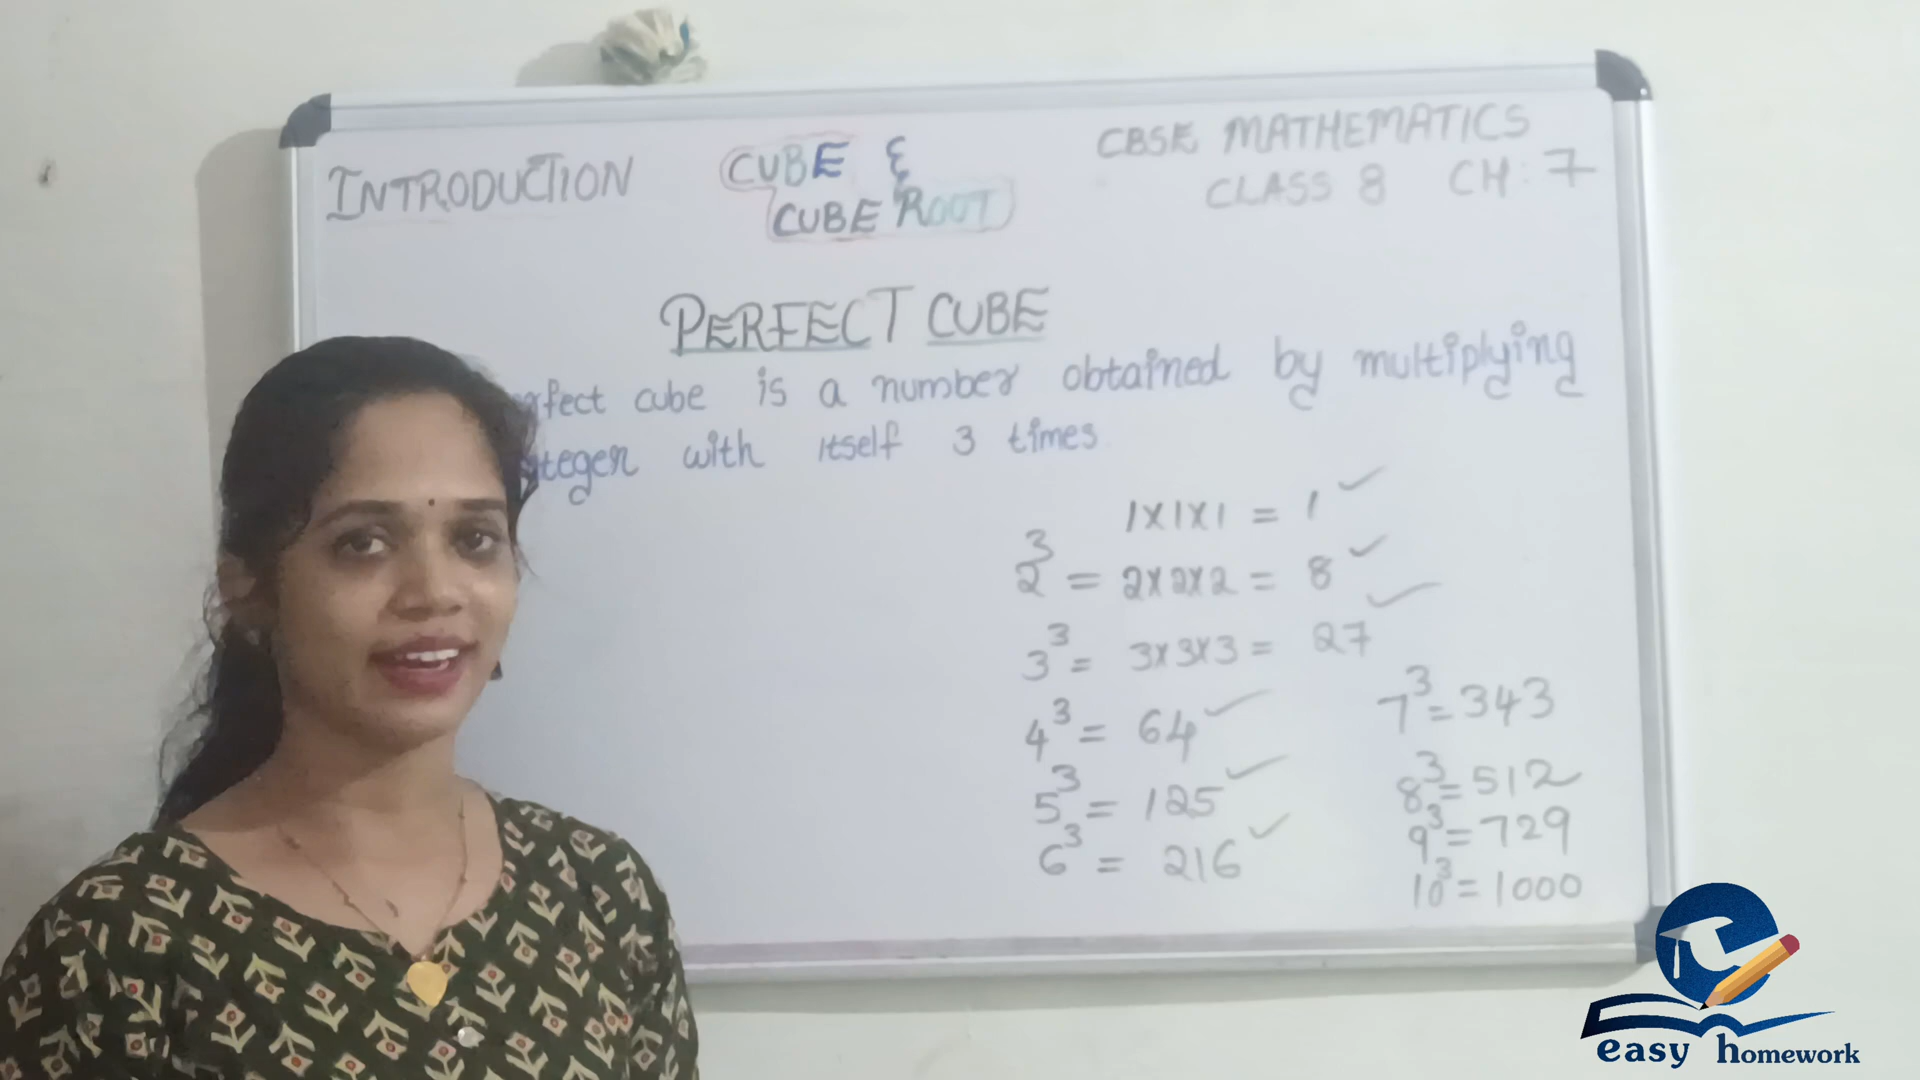 INTRODUCTION
CUBE &
CUBE ROOT
CBSE MATHEMATICS
CLASS 8 CH : 7
PERFECT CUBE
cube is a number obtained by multiplying
with itself 3 times
1x1x1 = 1 ✓
2³ = 2x2x2 = 8 ✓
3³ = 3x3x3 = 27 ✓
4³ = 64 ✓
5³ = 125 ✓
6³ = 216 ✓
7³ = 343
8³ = 512
9³ = 729
10³ = 1000
easy homework